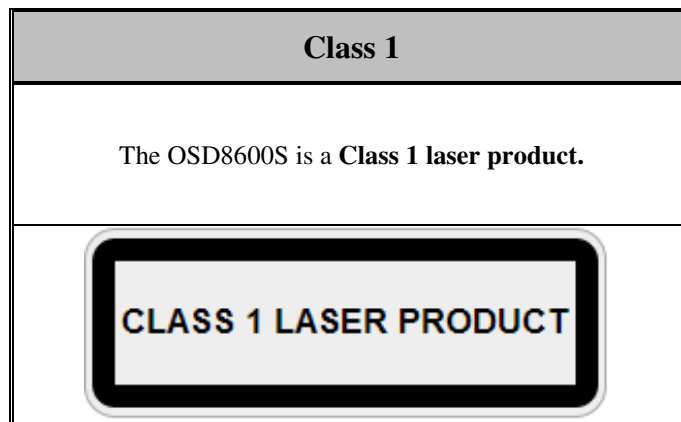 Class 1
The OSD8600S is a Class 1 laser product.
CLASS 1 LASER PRODUCT